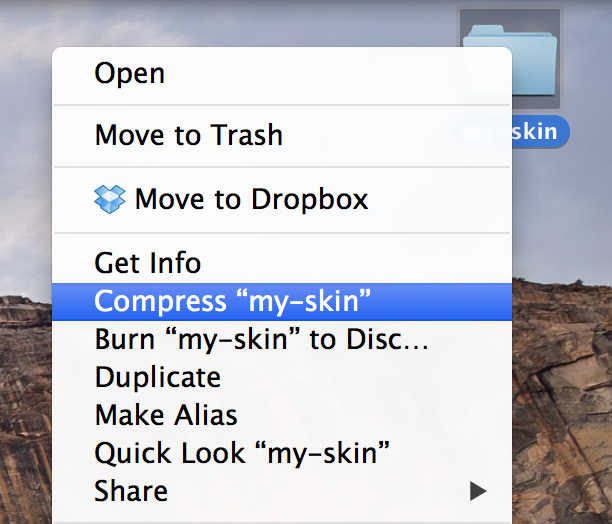 skin
Open
Move to Trash
Move to Dropbox
Get Info
Compress “my-skin”
Burn “my-skin” to Disc…
Duplicate
Make Alias
Quick Look “my-skin”
Share